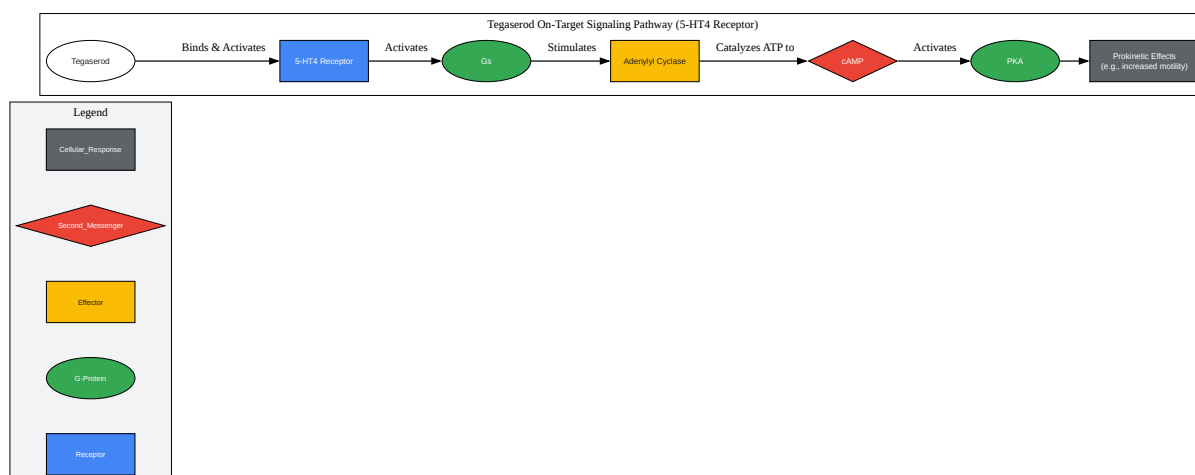 Tegaserod On-Target Signaling Pathway (5-HT4 Receptor)
Tegaserod
Binds & Activates
5-HT4 Receptor
Activates
Gs
Stimulates
Adenylyl Cyclase
Catalyzes ATP to
cAMP
Activates
PKA
Prokinetic Effects
(e.g., increased motility)
Legend
Cellular_Response
Second_Messenger
Effector
G-Protein
Receptor